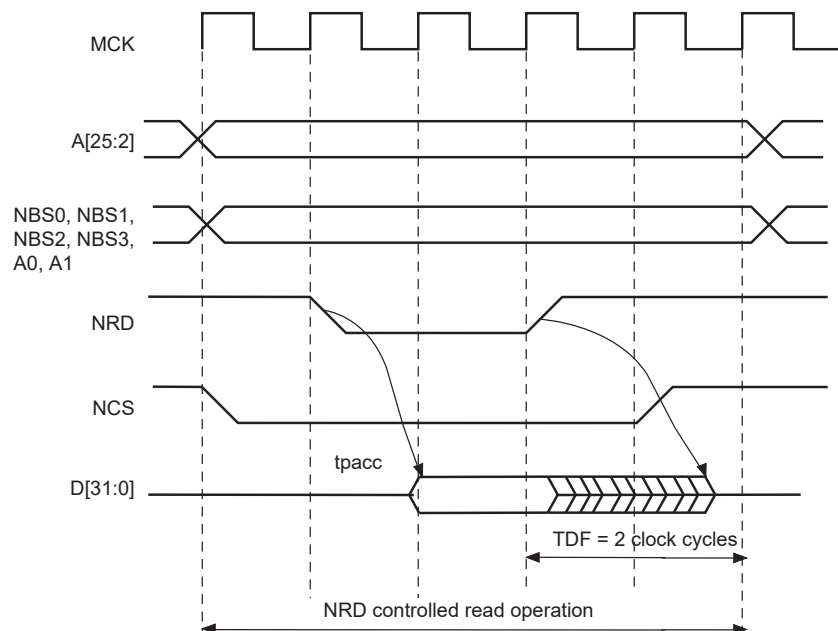 MCK
A[25:2]
NBS0, NBS1,
NBS2, NBS3,
A0, A1
NRD
NCS
tpacc
D[31:0]
TDF = 2 clock cycles
NRD controlled read operation